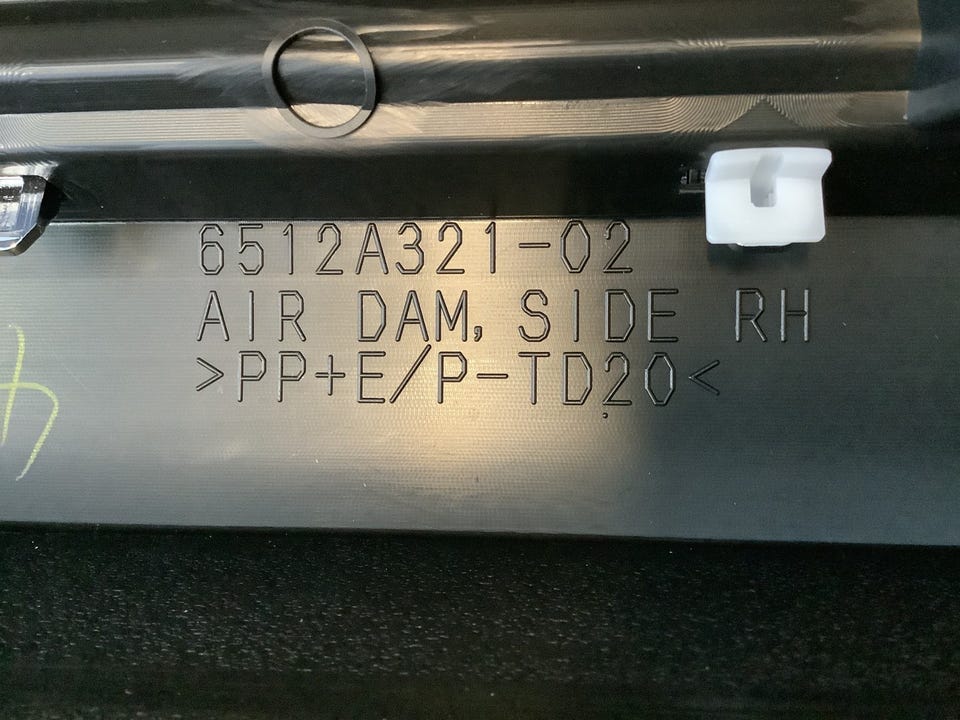 6512A321-02
AIR DAM, SIDE RH
>PP+E/P-TD20<